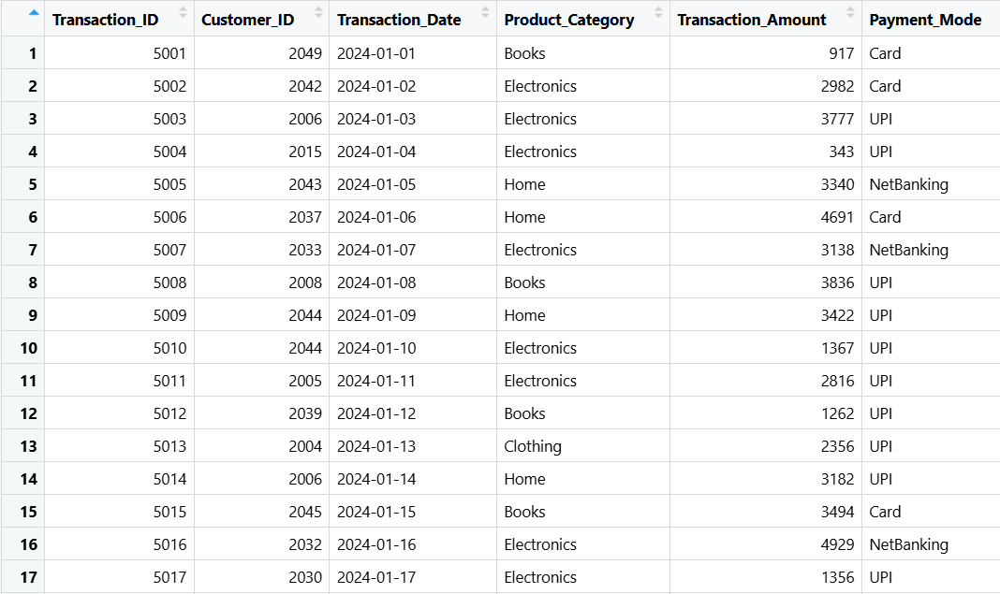 Transaction_ID Customer_ID Transaction_Date Product_Category Transaction_Amount Payment_Mode
1 5001 2049 2024-01-01 Books 917 Card
2 5002 2042 2024-01-02 Electronics 2982 Card
3 5003 2006 2024-01-03 Electronics 3777 UPI
4 5004 2015 2024-01-04 Electronics 343 UPI
5 5005 2043 2024-01-05 Home 3340 NetBanking
6 5006 2037 2024-01-06 Home 4691 Card
7 5007 2033 2024-01-07 Electronics 3138 NetBanking
8 5008 2008 2024-01-08 Books 3836 UPI
9 5009 2044 2024-01-09 Home 3422 UPI
10 5010 2044 2024-01-10 Electronics 1367 UPI
11 5011 2005 2024-01-11 Electronics 2816 UPI
12 5012 2039 2024-01-12 Books 1262 UPI
13 5013 2004 2024-01-13 Clothing 2356 UPI
14 5014 2006 2024-01-14 Home 3182 UPI
15 5015 2045 2024-01-15 Books 3494 Card
16 5016 2032 2024-01-16 Electronics 4929 NetBanking
17 5017 2030 2024-01-17 Electronics 1356 UPI